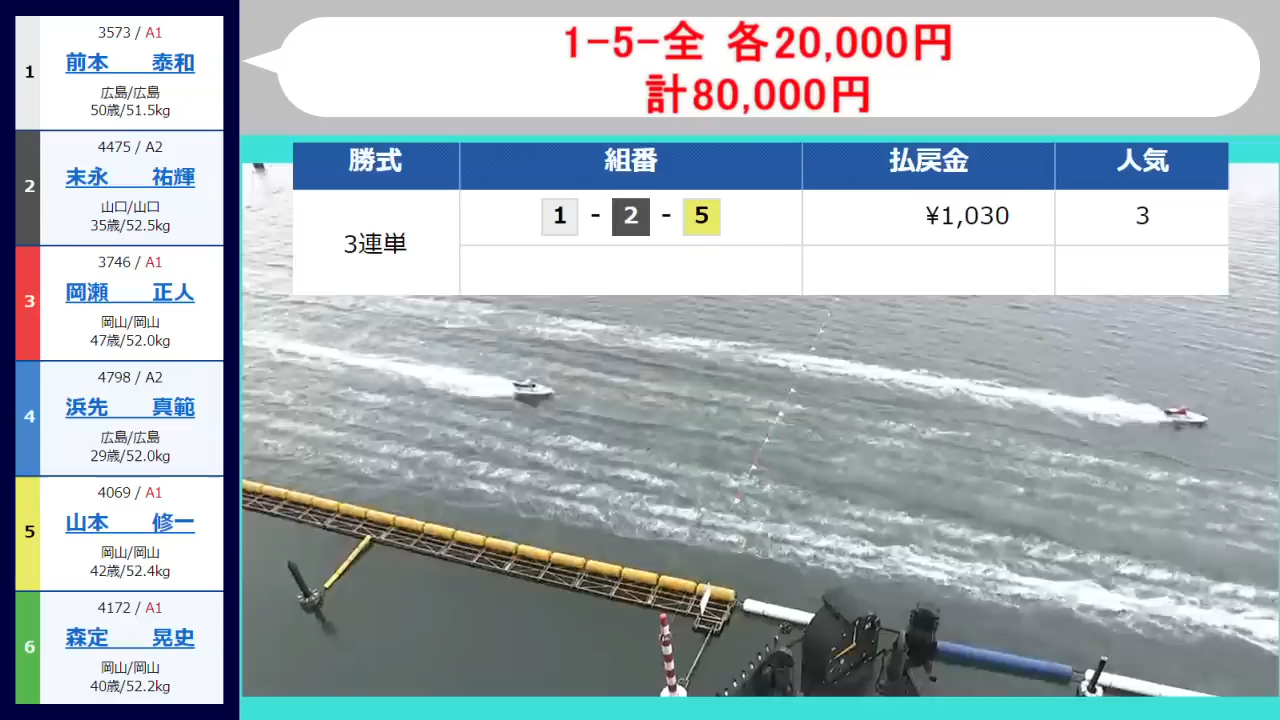 1
3573 / A1
前本 泰和
広島/広島
50歳/51.5kg
2
4475 / A2
末永 祐輝
山口/山口
35歳/52.5kg
3
3746 / A1
岡瀬 正人
岡山/岡山
47歳/52.0kg
4
4798 / A2
浜先 真範
広島/広島
29歳/52.0kg
5
4069 / A1
山本 修一
岡山/岡山
42歳/52.4kg
6
4172 / A1
森定 晃史
岡山/岡山
40歳/52.2kg
1-5-全 各20,000円
計80,000円
勝式 組番 払戻金 人気
3連単 1 - 2 - 5 ¥1,030 3